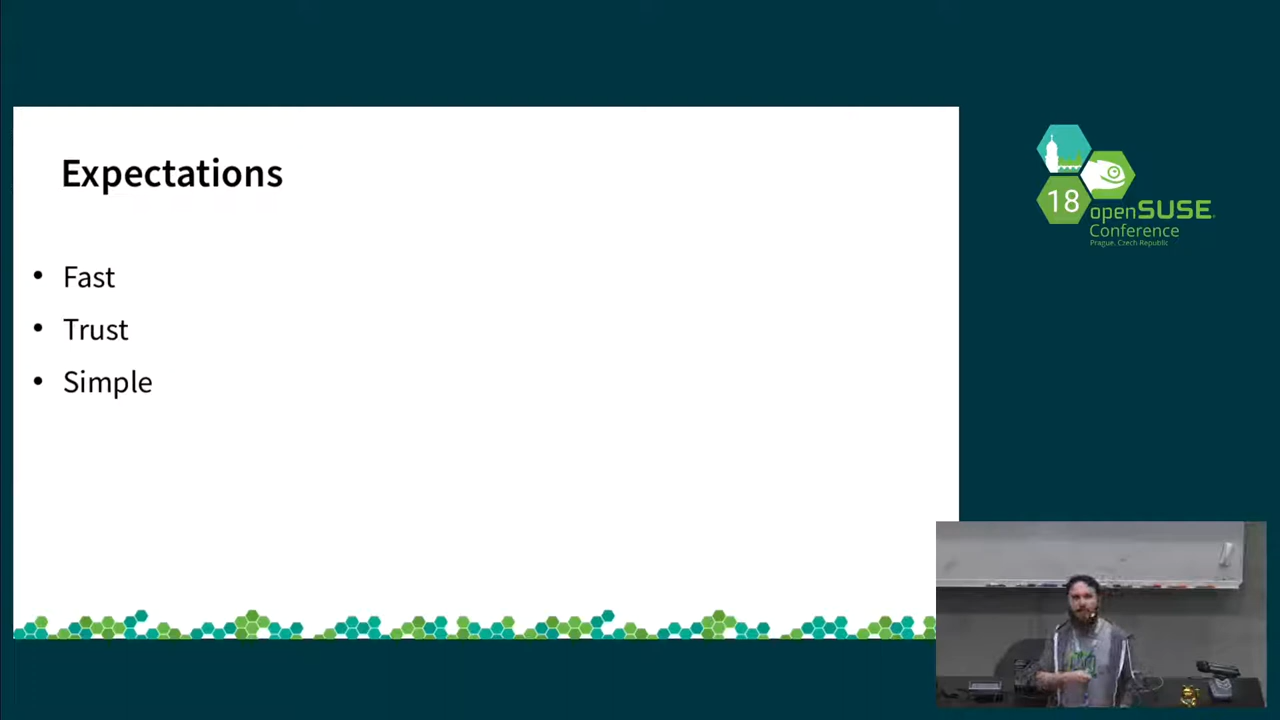 Expectations
• Fast
• Trust
• Simple
18
openSUSE
Conference
Prague, Czech Republic